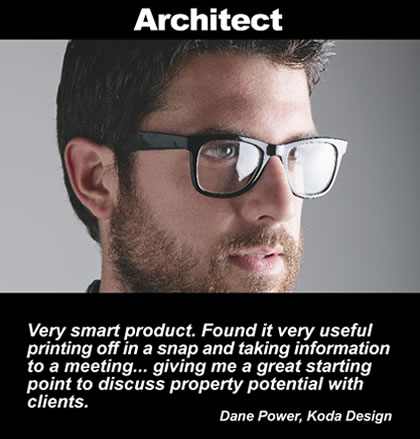 Architect
Very smart product. Found it very useful
printing off in a snap and taking information
to a meeting... giving me a great starting
point to discuss property potential with
clients.
Dane Power, Koda Design